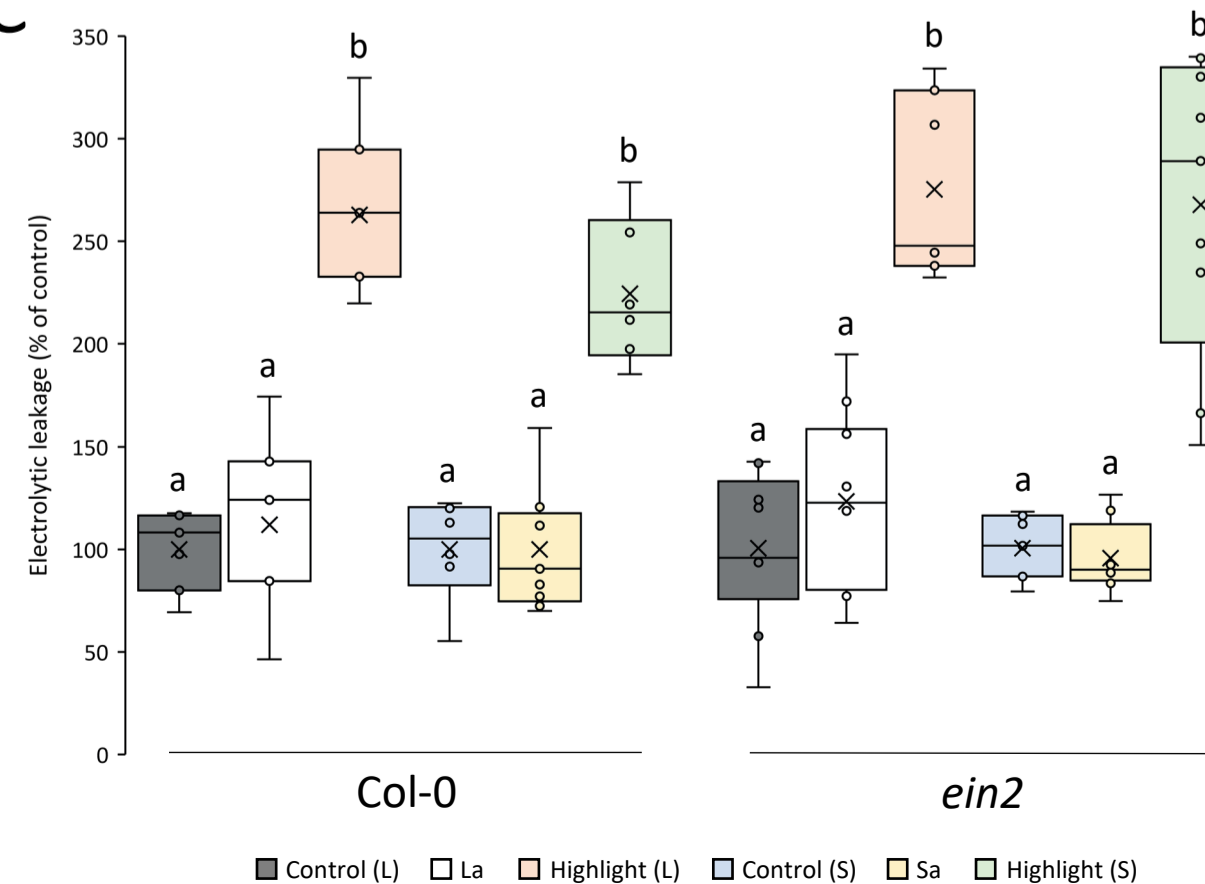 350
b
b
b
300
b
250
200
a
a
a
150
a
a
a
a
a
100
50
0
Electrolytic leakage (% of control)
Col-0
ein2
Control (L) La Highlight (L) Control (S) Sa Highlight (S)